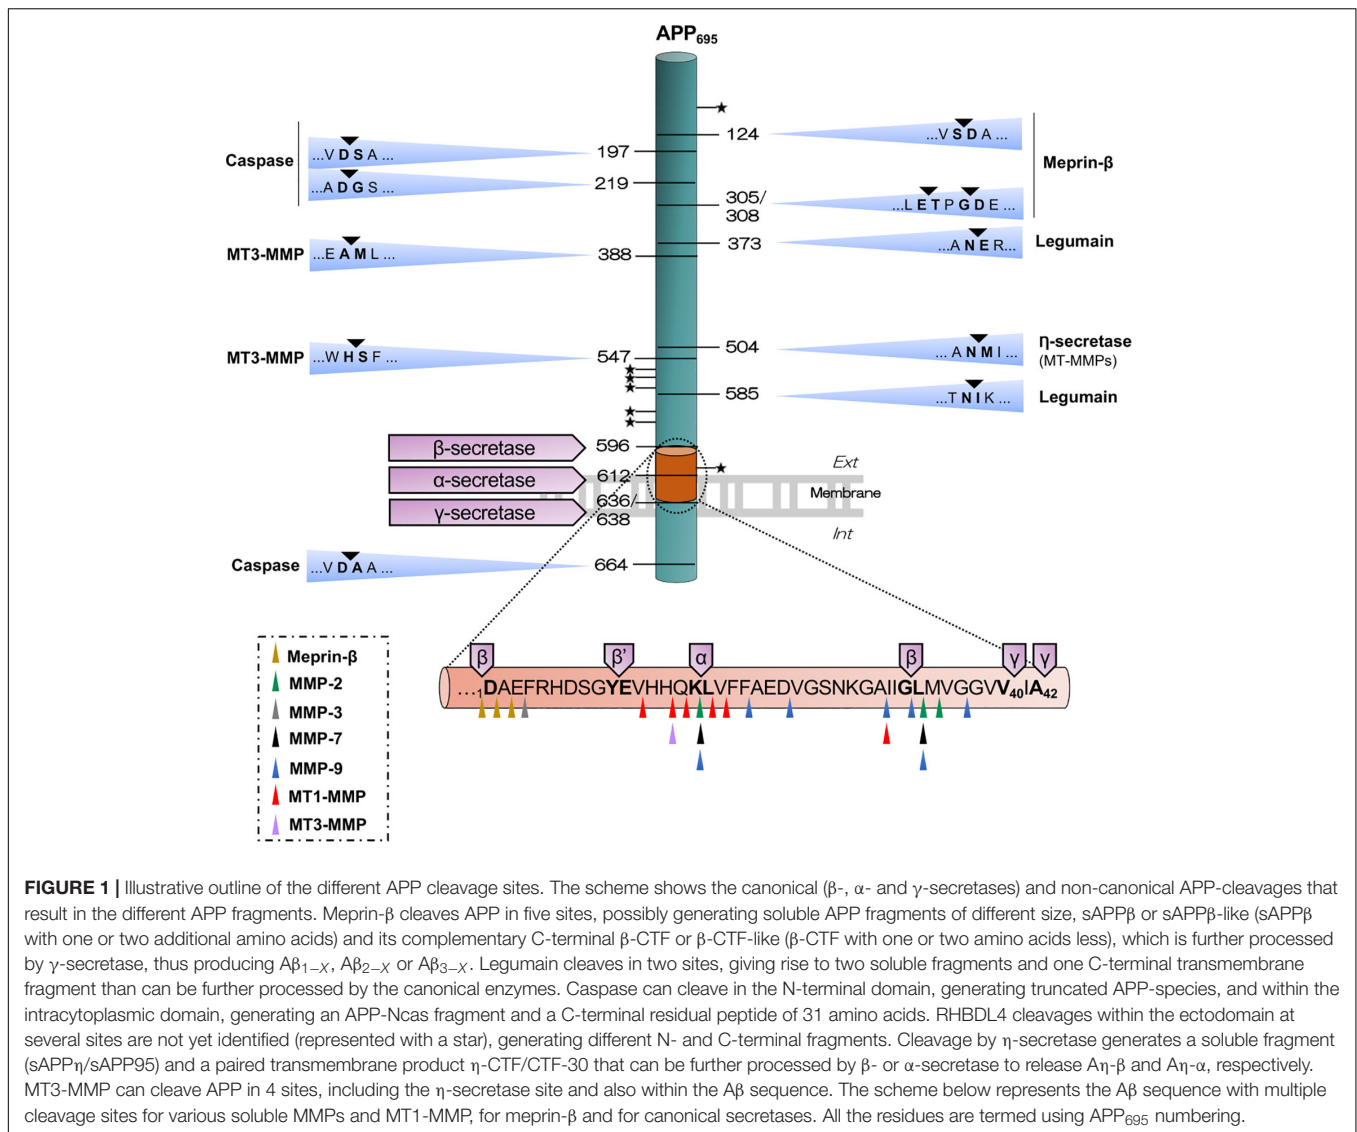 APP695
124
...V S D A ...
Caspase
...V D S A ...
197
Meprin-β
...A D G S ...
219
305/
308
...L E T P G D E ...
MT3-MMP
...E A M L ...
388
373
...A N E R...
Legumain
MT3-MMP
...W H S F ...
547
504
... A N M I ...
η-secretase
(MT-MMPs)
585
...T N I K ...
Legumain
β-secretase
596
α-secretase
612
γ-secretase
636/
638
Ext
Membrane
Int
Caspase
...V D A A ...
664
β β' α β γ γ
...1DAEFRHDSGYEVHHQKLVFFAEDVGSNKGAIIGLMVGGVV40IA42
Meprin-β
MMP-2
MMP-3
MMP-7
MMP-9
MT1-MMP
MT3-MMP
FIGURE 1 | Illustrative outline of the different APP cleavage sites. The scheme shows the canonical (β-, α- and γ-secretases) and non-canonical APP-cleavages that
result in the different APP fragments. Meprin-β cleaves APP in five sites, possibly generating soluble APP fragments of different size, sAPPβ or sAPPβ-like (sAPPβ
with one or two additional amino acids) and its complementary C-terminal β-CTF or β-CTF-like (β-CTF with one or two amino acids less), which is further processed
by γ-secretase, thus producing Aβ1–X, Aβ2–X or Aβ3–X. Legumain cleaves in two sites, giving rise to two soluble fragments and one C-terminal transmembrane
fragment than can be further processed by the canonical enzymes. Caspase can cleave in the N-terminal domain, generating truncated APP-species, and within the
intracytoplasmic domain, generating an APP-Ncas fragment and a C-terminal residual peptide of 31 amino acids. RHBDL4 cleavages within the ectodomain at
several sites are not yet identified (represented with a star), generating different N- and C-terminal fragments. Cleavage by η-secretase generates a soluble fragment
(sAPPη/sAPP95) and a paired transmembrane product η-CTF/CTF-30 that can be further processed by β- or α-secretase to release Aη-β and Aη-α, respectively.
MT3-MMP can cleave APP in 4 sites, including the η-secretase site and also within the Aβ sequence. The scheme below represents the Aβ sequence with multiple
cleavage sites for various soluble MMPs and MT1-MMP, for meprin-β and for canonical secretases. All the residues are termed using APP695 numbering.